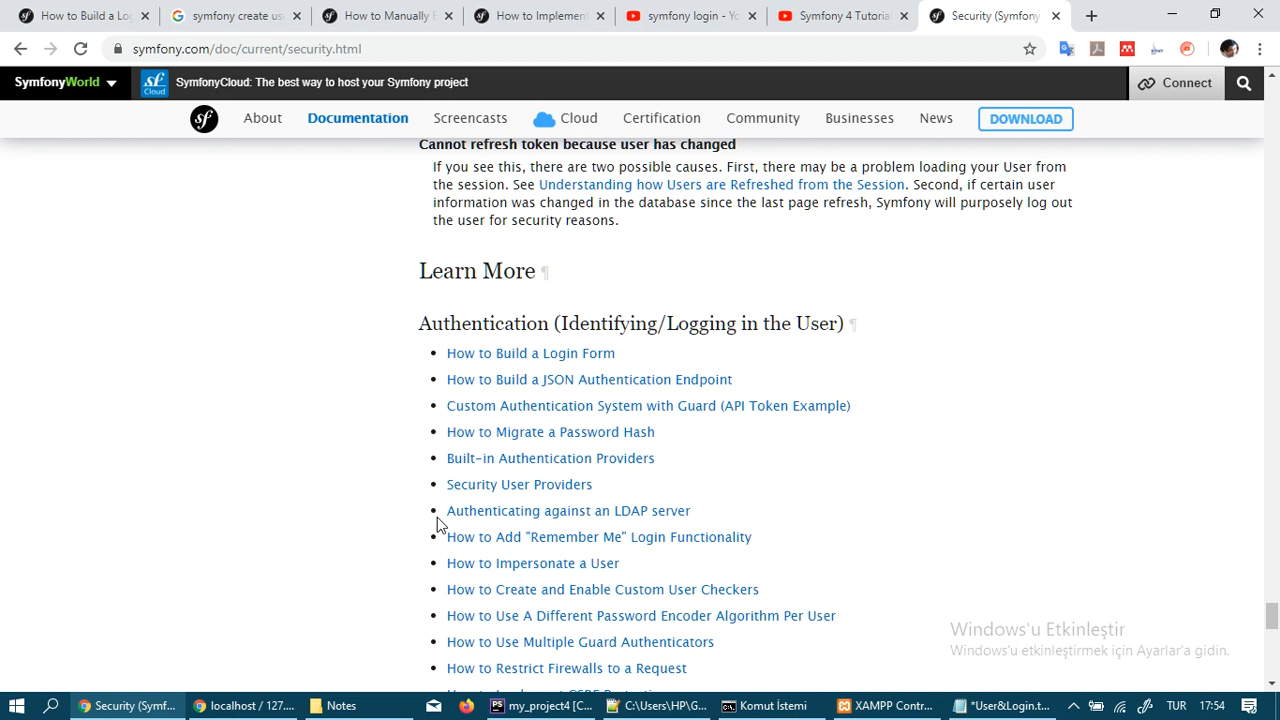 How to Build a Lo
symfony create us
How to Manually E
How to Implemen
symfony login - Yo
Symfony 4 Tutoria
Security (Symfony
symfony.com/doc/current/security.html
SymfonyWorld
sf
Cloud
SymfonyCloud: The best way to host your Symfony project
Connect
sf
About
Documentation
Screencasts
Cloud
Certification
Community
Businesses
News
DOWNLOAD
Cannot refresh token because user has changed
If you see this, there are two possible causes. First, there may be a problem loading your User from
the session. See Understanding how Users are Refreshed from the Session. Second, if certain user
information was changed in the database since the last page refresh, Symfony will purposely log out
the user for security reasons.
Learn More ¶
Authentication (Identifying/Logging in the User) ¶
• How to Build a Login Form
• How to Build a JSON Authentication Endpoint
• Custom Authentication System with Guard (API Token Example)
• How to Migrate a Password Hash
• Built-in Authentication Providers
• Security User Providers
• Authenticating against an LDAP server
• How to Add "Remember Me" Login Functionality
• How to Impersonate a User
• How to Create and Enable Custom User Checkers
• How to Use A Different Password Encoder Algorithm Per User
• How to Use Multiple Guard Authenticators
• How to Restrict Firewalls to a Request
Windows'u Etkinleştir
Windows'u etkinleştirmek için Ayarlar'a gidin.
Security (Symf...
localhost / 127....
Notes
my_project4 [C...
C:\Users\HP\G...
Komut İstemi
XAMPP Contr...
*User&Login.t...
TUR
17:54